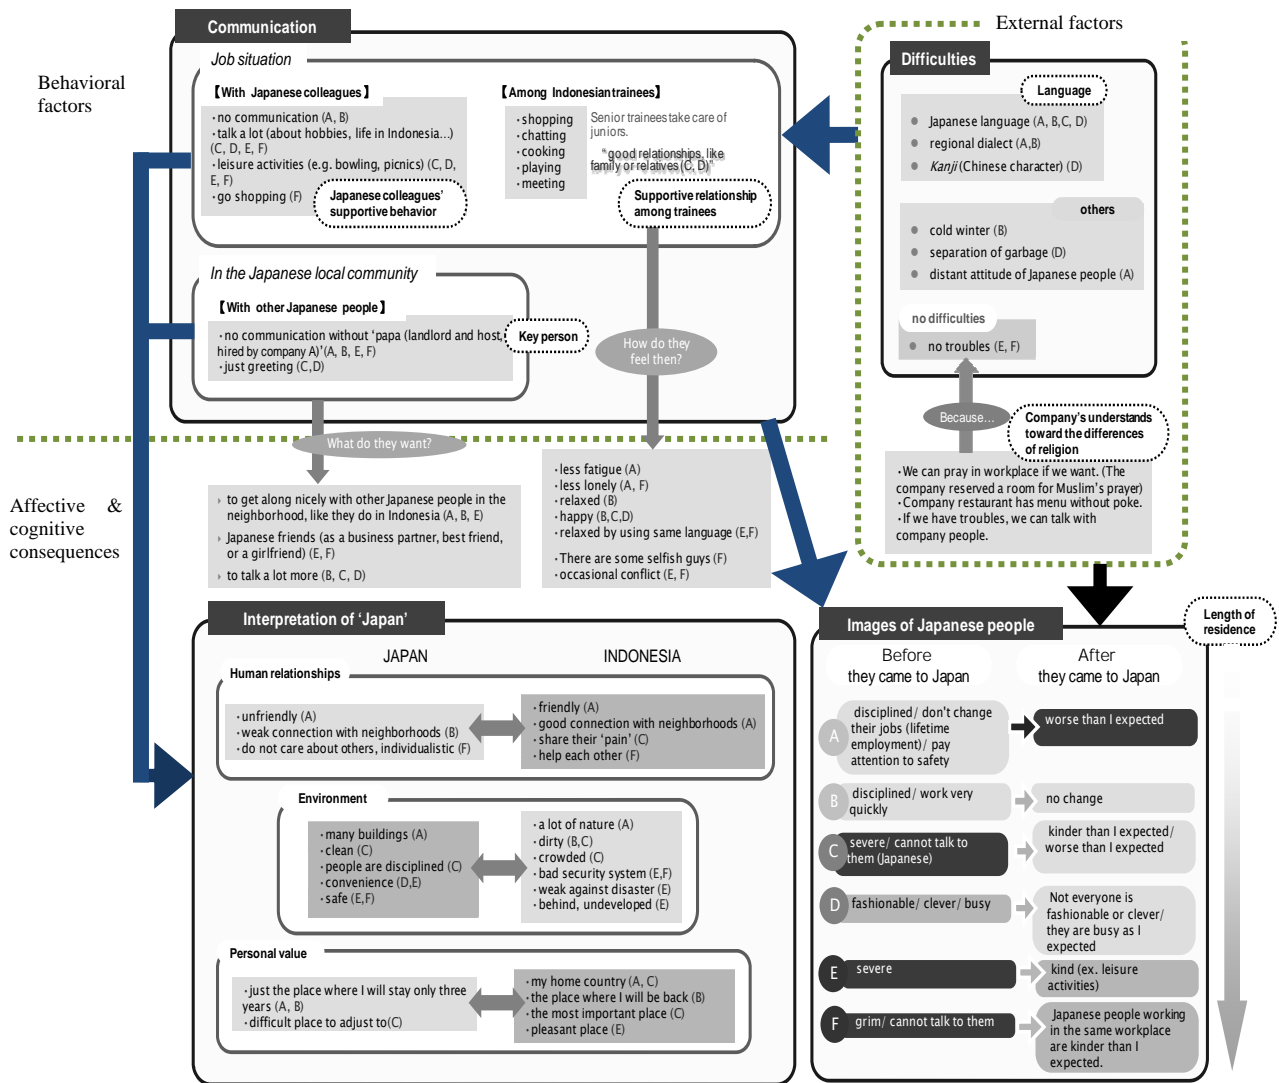 External factors
Communication
Behavioral
factors
Job situation
【With Japanese colleagues】
・no communication (A, B)
・talk a lot (about hobbies, life in Indonesia…)
(C, D, E, F)
・leisure activities (e.g. bowling, picnics) (C, D,
E, F)
・go shopping (F)
Japanese colleagues'
supportive behavior
【Among Indonesian trainees】
・shopping
・chatting
・cooking
・playing
・meeting
Senior trainees take care of
juniors.
"good relationships, like
family or relatives (C, D)"
Supportive relationship
among trainees
In the Japanese local community
【With other Japanese people】
・no communication without 'papa (landlord and host,
hired by company A)'(A, B, E, F)
・just greeting (C,D)
Key person
How do they
feel then?
What do they want?
Difficulties
Language
● Japanese language (A, B,C, D)
● regional dialect (A,B)
● Kanji (Chinese character) (D)
others
● cold winter (B)
● separation of garbage (D)
● distant attitude of Japanese people (A)
no difficulties
● no troubles (E, F)
Because…
Company's understands
toward the differences
of religion
・We can pray in workplace if we want. (The
company reserved a room for Muslim's prayer)
・Company restaurant has menu without poke.
・If we have troubles, we can talk with
company people.
Affective &
cognitive
consequences
to get along nicely with other Japanese people in the
neighborhood, like they do in Indonesia (A, B, E)
Japanese friends (as a business partner, best friend,
or a girlfriend) (E, F)
to talk a lot more (B, C, D)
・less fatigue (A)
・less lonely (A, F)
・relaxed (B)
・happy (B,C,D)
・relaxed by using same language (E,F)
・There are some selfish guys (F)
・occasional conflict (E, F)
Interpretation of 'Japan'
JAPAN
INDONESIA
Human relationships
・unfriendly (A)
・weak connection with neighborhoods (B)
・do not care about others, individualistic (F)
・friendly (A)
・good connection with neighborhoods (A)
・share their 'pain' (C)
・help each other (F)
Environment
・many buildings (A)
・clean (C)
・people are disciplined (C)
・convenience (D,E)
・safe (E,F)
・a lot of nature (A)
・dirty (B,C)
・crowded (C)
・bad security system (E,F)
・weak against disaster (E)
・behind, undeveloped (E)
Personal value
・just the place where I will stay only three
years (A, B)
・difficult place to adjust to(C)
・my home country (A, C)
・the place where I will be back (B)
・the most important place (C)
・pleasant place (E)
Images of Japanese people
Length of
residence
Before
they came to Japan
After
they came to Japan
A
disciplined/ don't change
their jobs (lifetime
employment)/ pay
attention to safety
worse than I expected
B
disciplined/ work very
quickly
no change
C
severe/ cannot talk to
them (Japanese)
kinder than I expected/
worse than I expected
D
fashionable/ clever/ busy
Not everyone is
fashionable or clever/
they are busy as I
expected
E
severe
kind (ex. leisure
activities)
F
grim/ cannot talk to them
Japanese people working
in the same workplace
are kinder than I
expected.